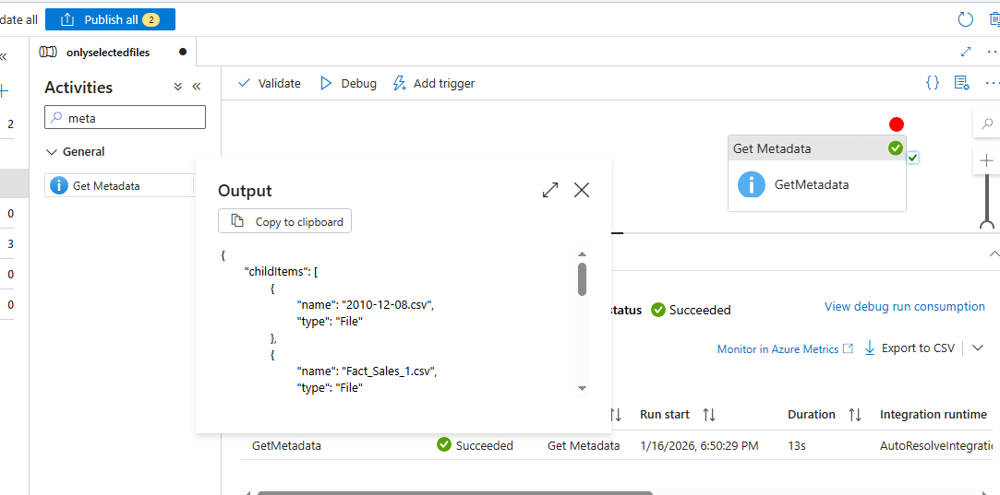 date all
Publish all 2
onlyselectedfiles
Activities
Validate
Debug
Add trigger
{}
meta
2
General
Get Metadata
0
3
0
0
Get Metadata
GetMetadata
Output
Copy to clipboard
{
"childItems": [
{
"name": "2010-12-08.csv",
"type": "File"
},
{
"name": "Fact_Sales_1.csv",
"type": "File"
status
Succeeded
View debug run consumption
Monitor in Azure Metrics
Export to CSV
Run start
Duration
Integration runtime
GetMetadata
Succeeded
Get Metadata
1/16/2026, 6:50:29 PM
13s
AutoResolveIntegratio